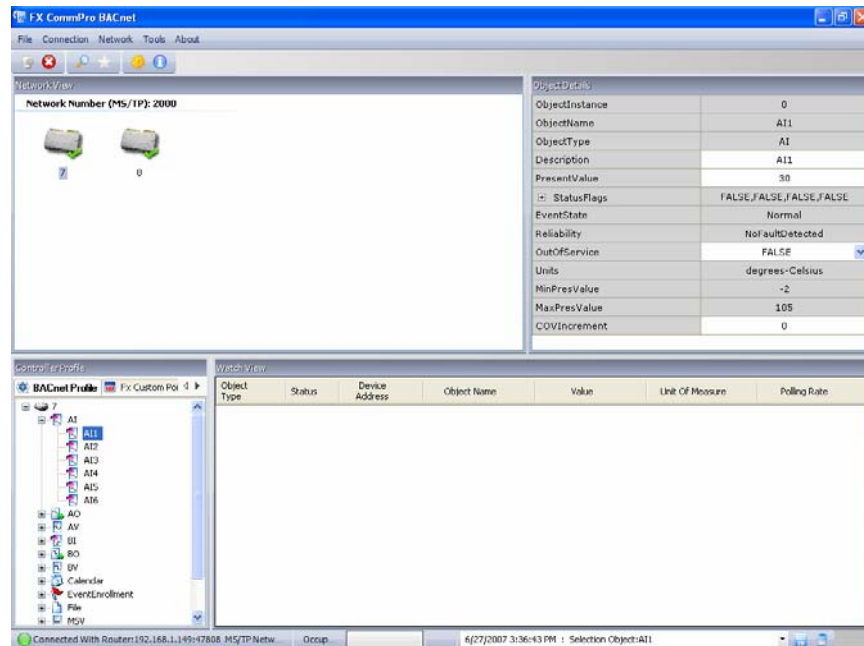 FX CommPro BACnet
File Connection Network Tools About
Network View
Network Number (MS/TP): 2000
7
8
Object Details
ObjectInstance 0
ObjectName AI1
ObjectType AI
Description AI1
PresentValue 30
StatusFlags FALSE,FALSE,FALSE,FALSE
EventState Normal
Reliability NoFaultDetected
OutOfService FALSE
Units degrees-Celsius
MinPresValue -2
MaxPresValue 105
COVIncrement 0
Controller Profile
BACnet Profile Fx Custom Poi
7
AI
AI1
AI2
AI3
AI4
AI5
AI6
AO
AV
BI
BO
BV
Calendar
EventEnrollment
File
MSV
Watch View
Object Type Status Device Address Object Name Value Unit Of Measure Polling Rate
Connected With Router:192.168.1.149:47808 MS/TP Netw... Occup... 6/27/2007 3:36:43 PM : Selection Object:AI1